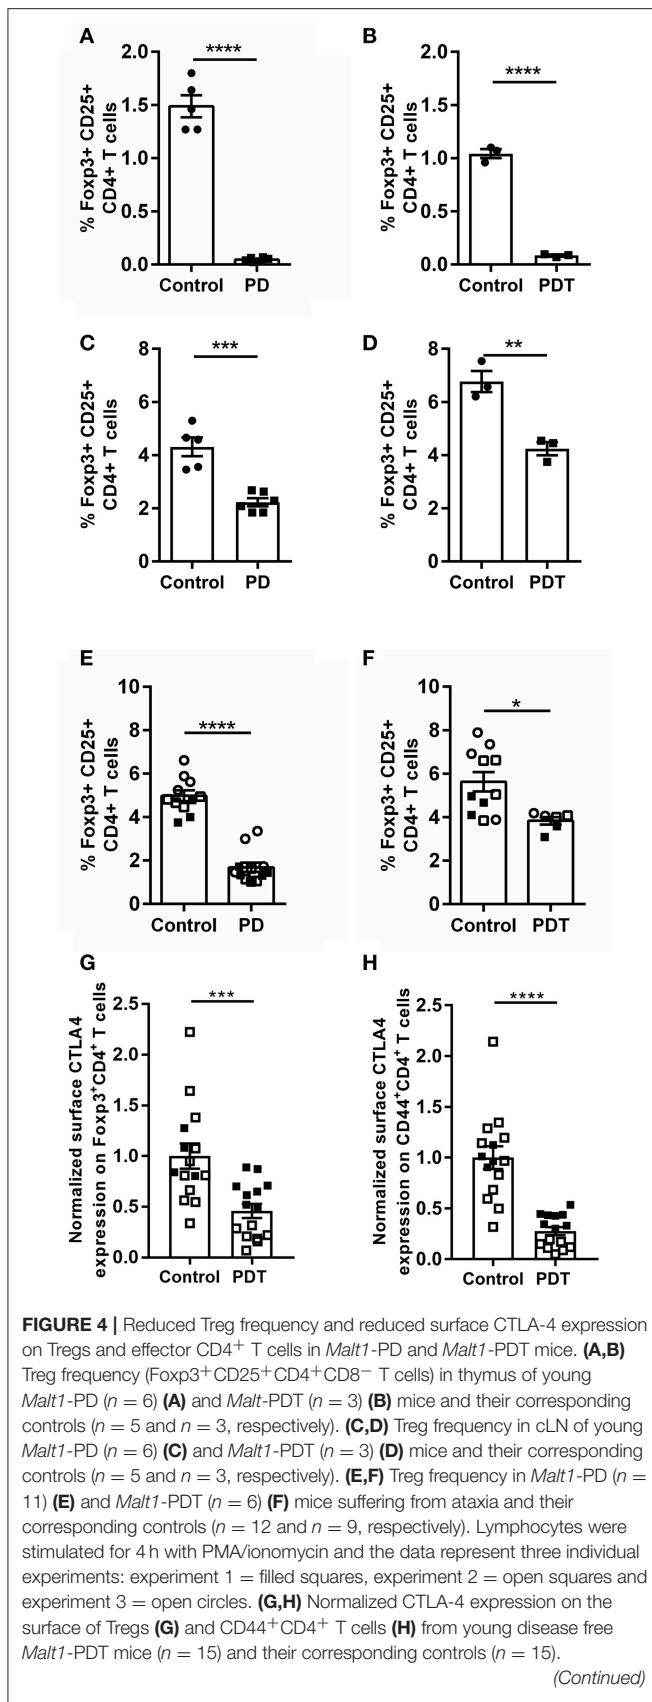 A
% Foxp3+ CD25+
CD4+ T cells
2.0
1.5
1.0
0.5
0.0
****
Control PD
B
% Foxp3+ CD25+
CD4+ T cells
2.0
1.5
1.0
0.5
0.0
****
Control PDT
C
% Foxp3+ CD25+
CD4+ T cells
8
6
4
2
0
***
Control PD
D
% Foxp3+ CD25+
CD4+ T cells
8
6
4
2
0
**
Control PDT
E
% Foxp3+ CD25+
CD4+ T cells
10
8
6
4
2
0
****
Control PD
F
% Foxp3+ CD25+
CD4+ T cells
10
8
6
4
2
0
*
Control PDT
G
Normalized surface CTLA4
expression on Foxp3⁺CD4⁺ T cells
2.5
2.0
1.5
1.0
0.5
0.0
***
Control PDT
H
Normalized surface CTLA4
expression on CD44⁺CD4⁺ T cells
2.5
2.0
1.5
1.0
0.5
0.0
****
Control PDT
FIGURE 4 | Reduced Treg frequency and reduced surface CTLA-4 expression
on Tregs and effector CD4⁺ T cells in Malt1-PD and Malt1-PDT mice. (A,B)
Treg frequency (Foxp3⁺CD25⁺CD4⁺CD8⁻ T cells) in thymus of young
Malt1-PD (n = 6) (A) and Malt-PDT (n = 3) (B) mice and their corresponding
controls (n = 5 and n = 3, respectively). (C,D) Treg frequency in cLN of young
Malt1-PD (n = 6) (C) and Malt1-PDT (n = 3) (D) mice and their corresponding
controls (n = 5 and n = 3, respectively). (E,F) Treg frequency in Malt1-PD (n =
11) (E) and Malt1-PDT (n = 6) (F) mice suffering from ataxia and their
corresponding controls (n = 12 and n = 9, respectively). Lymphocytes were
stimulated for 4 h with PMA/ionomycin and the data represent three individual
experiments: experiment 1 = filled squares, experiment 2 = open squares and
experiment 3 = open circles. (G,H) Normalized CTLA-4 expression on the
surface of Tregs (G) and CD44⁺CD4⁺ T cells (H) from young disease free
Malt1-PDT mice (n = 15) and their corresponding controls (n = 15).
(Continued)